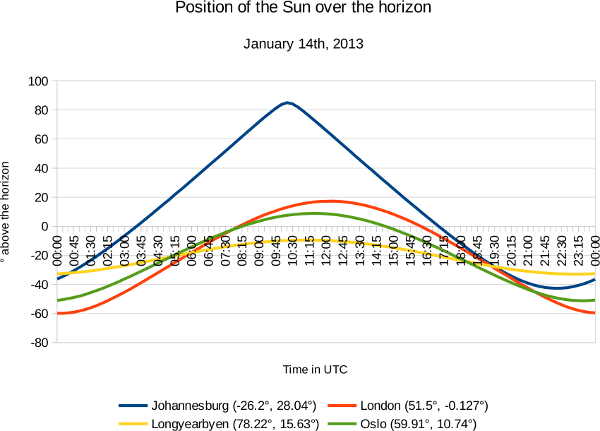 Position of the Sun over the horizon
January 14th, 2013
° above the horizon
100
80
60
40
20
0
-20
-40
-60
-80
00:00 00:45 01:30 02:15 03:00 03:45 04:30 05:15 06:00 06:45 07:30 08:15 09:00 09:45 10:30 11:15 12:00 12:45 13:30 14:15 15:00 15:45 16:30 17:15 18:00 18:45 19:30 20:15 21:00 21:45 22:30 23:15 00:00
Time in UTC
Johannesburg (-26.2°, 28.04°) London (51.5°, -0.127°)
Longyearbyen (78.22°, 15.63°) Oslo (59.91°, 10.74°)